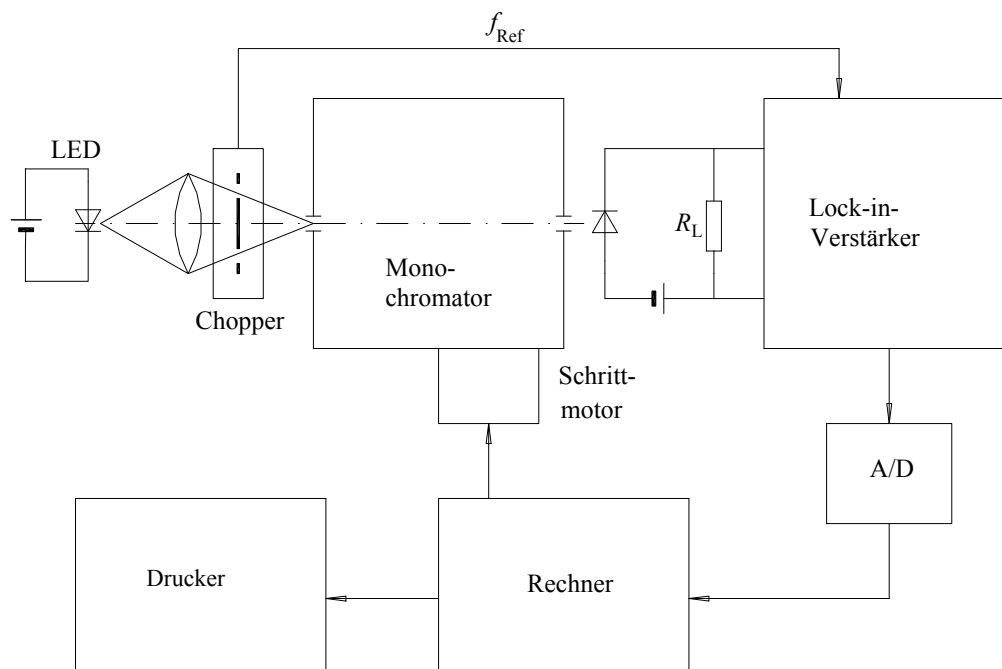 f_Ref
LED
R_L
Lock-in-
Verstärker
Mono-
chromator
Chopper
Schritt-
motor
A/D
Drucker
Rechner